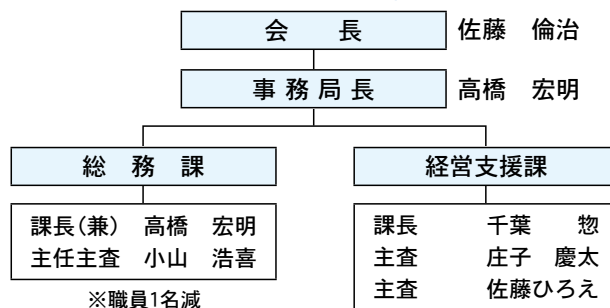 会　長　佐藤　倫治
事務局長　高橋　宏明
総　務　課
課長（兼）　高橋　宏明
主任主査　小山　浩喜
※職員1名減
経営支援課
課長　千葉　惣
主査　庄子　慶太
主査　佐藤ひろえ